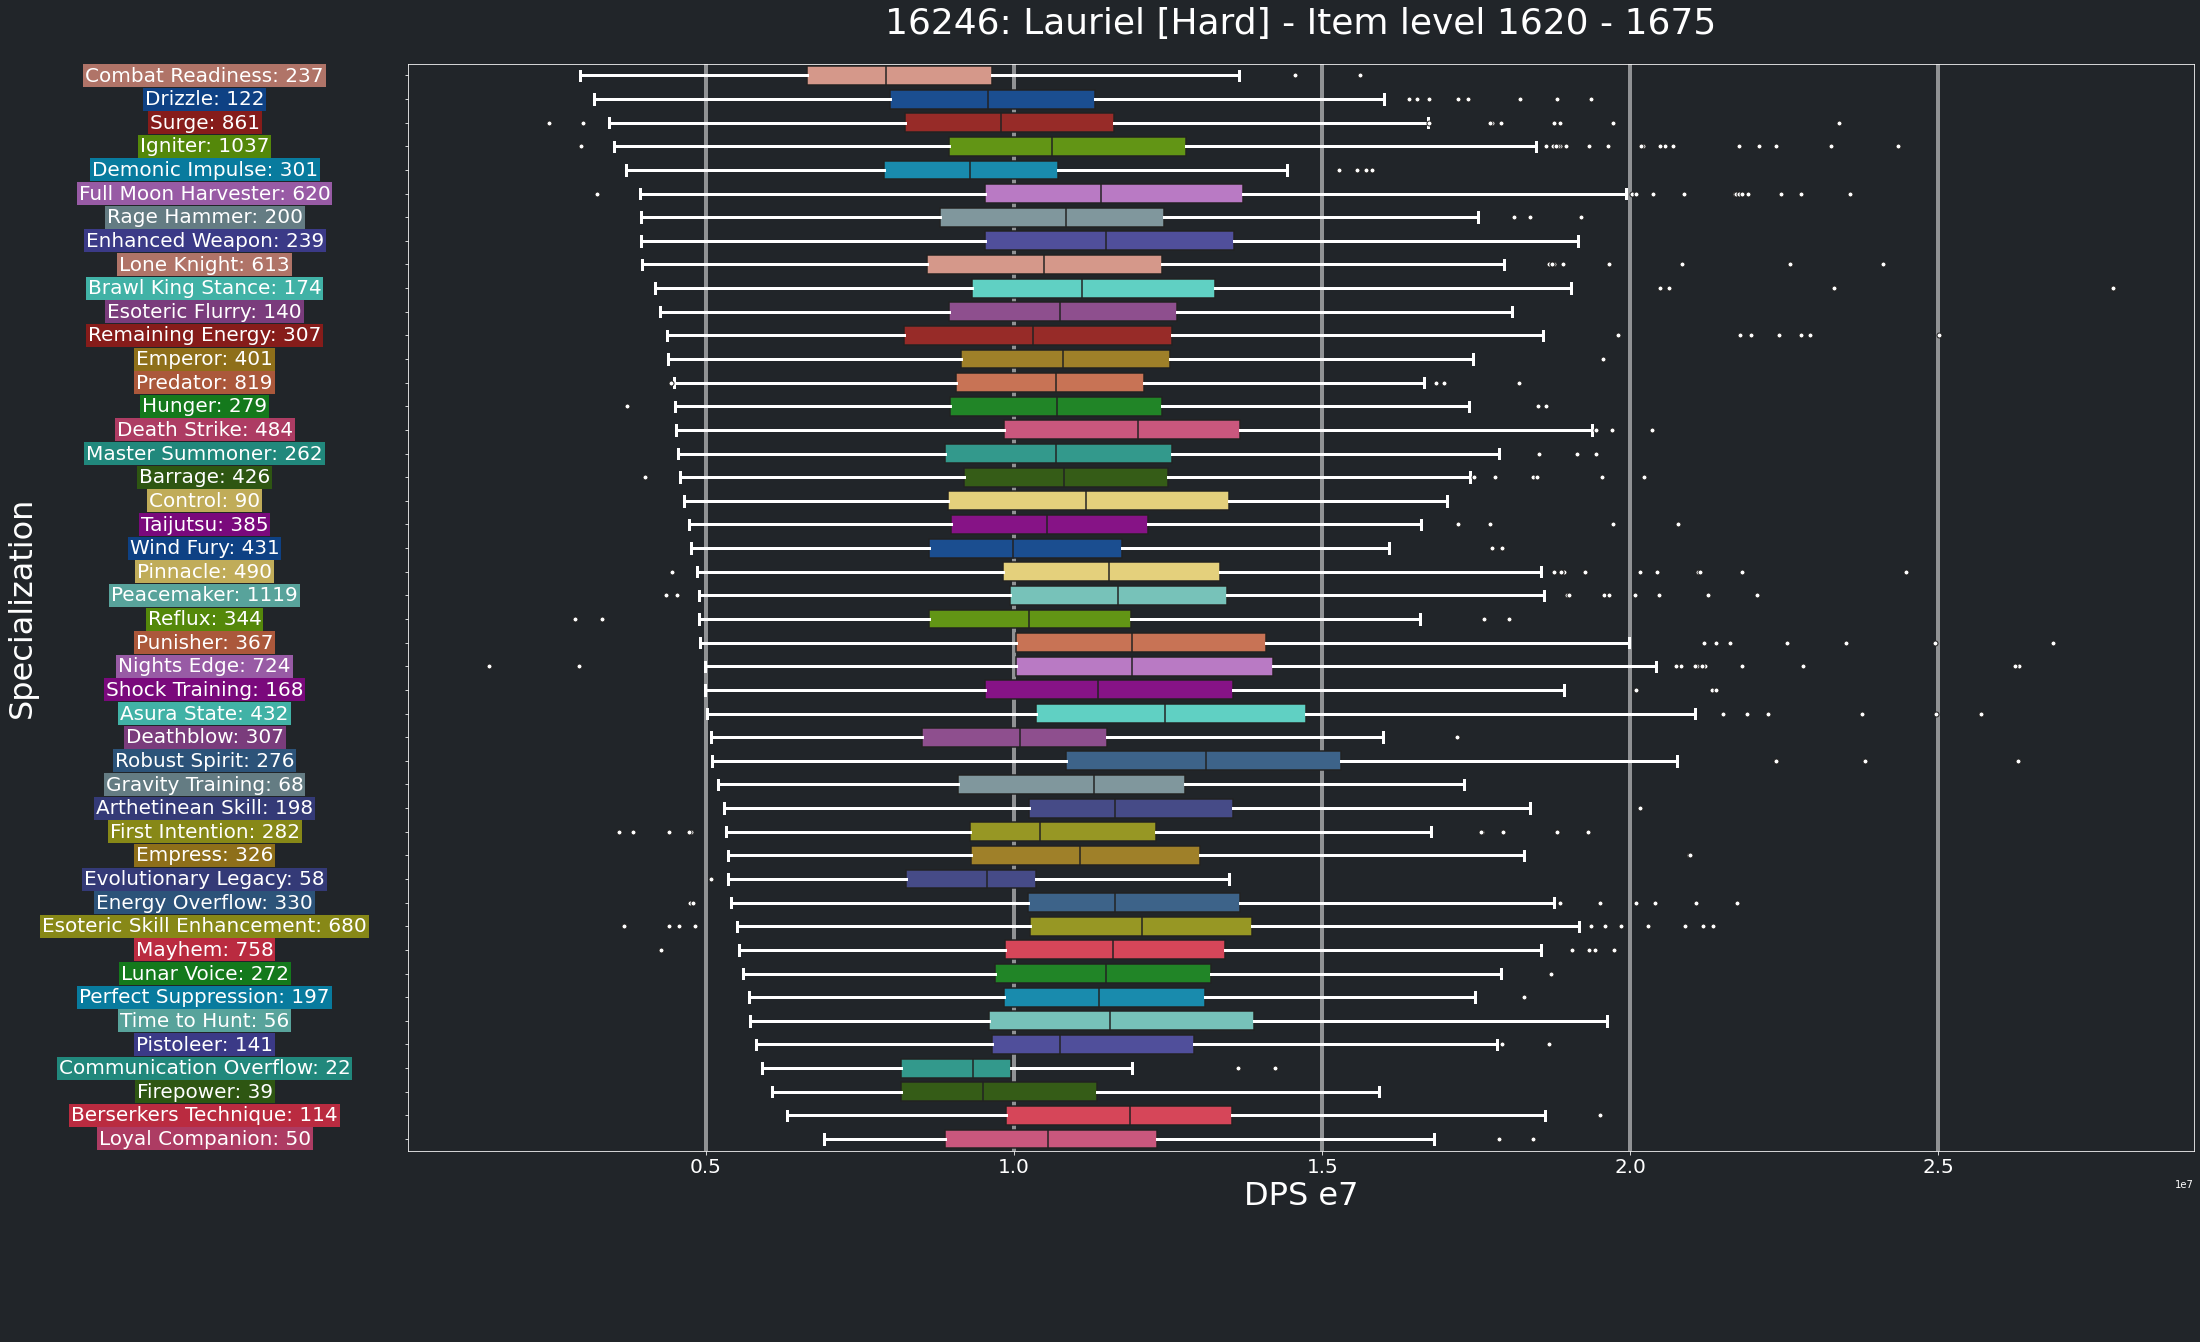 16246: Lauriel [Hard] - Item level 1620 - 1675
Combat Readiness: 237
Drizzle: 122
Surge: 861
Igniter: 1037
Demonic Impulse: 301
Full Moon Harvester: 620
Rage Hammer: 200
Enhanced Weapon: 239
Lone Knight: 613
Brawl King Stance: 174
Esoteric Flurry: 140
Remaining Energy: 307
Emperor: 401
Predator: 819
Hunger: 279
Death Strike: 484
Master Summoner: 262
Barrage: 426
Control: 90
Taijutsu: 385
Wind Fury: 431
Pinnacle: 490
Peacemaker: 1119
Reflux: 344
Punisher: 367
Nights Edge: 724
Shock Training: 168
Asura State: 432
Deathblow: 307
Robust Spirit: 276
Gravity Training: 68
Arthetinean Skill: 198
First Intention: 282
Empress: 326
Evolutionary Legacy: 58
Energy Overflow: 330
Esoteric Skill Enhancement: 680
Mayhem: 758
Lunar Voice: 272
Perfect Suppression: 197
Time to Hunt: 56
Pistoleer: 141
Communication Overflow: 22
Firepower: 39
Berserkers Technique: 114
Loyal Companion: 50
Specialization
0.5 1.0 1.5 2.0 2.5
DPS e7
1e7